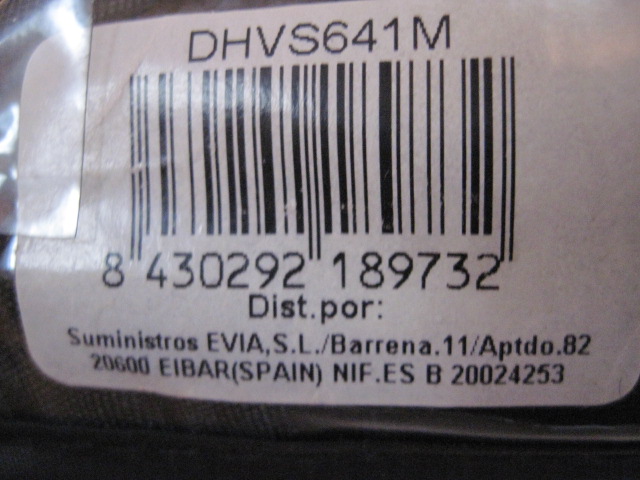 DHVS641M
8 430292 189732
Dist.por:
Suministros EVIA,S.L./Barrena.11/Aptdo.82
20600 EIBAR(SPAIN) NIF.ES B 20024253